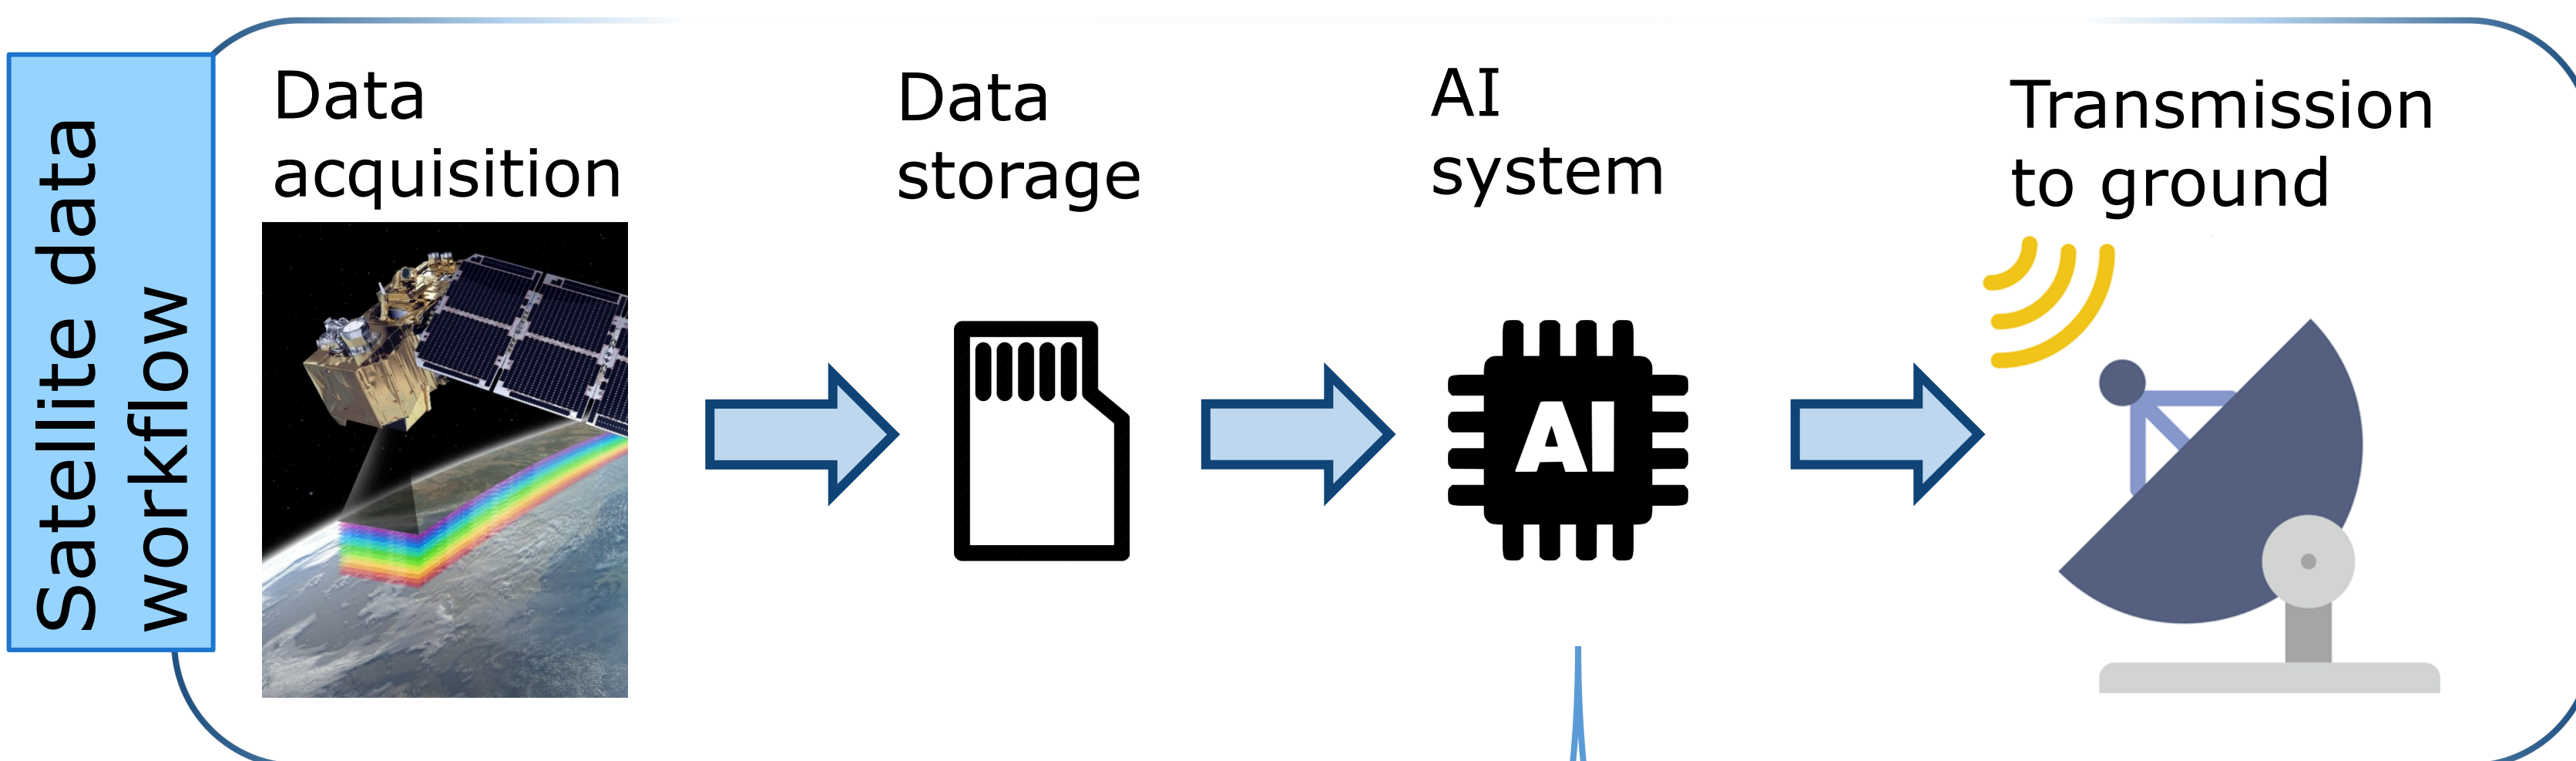 Satellite data
workflow
Data
acquisition
Data
storage
AI
system
Transmission
to ground
AI